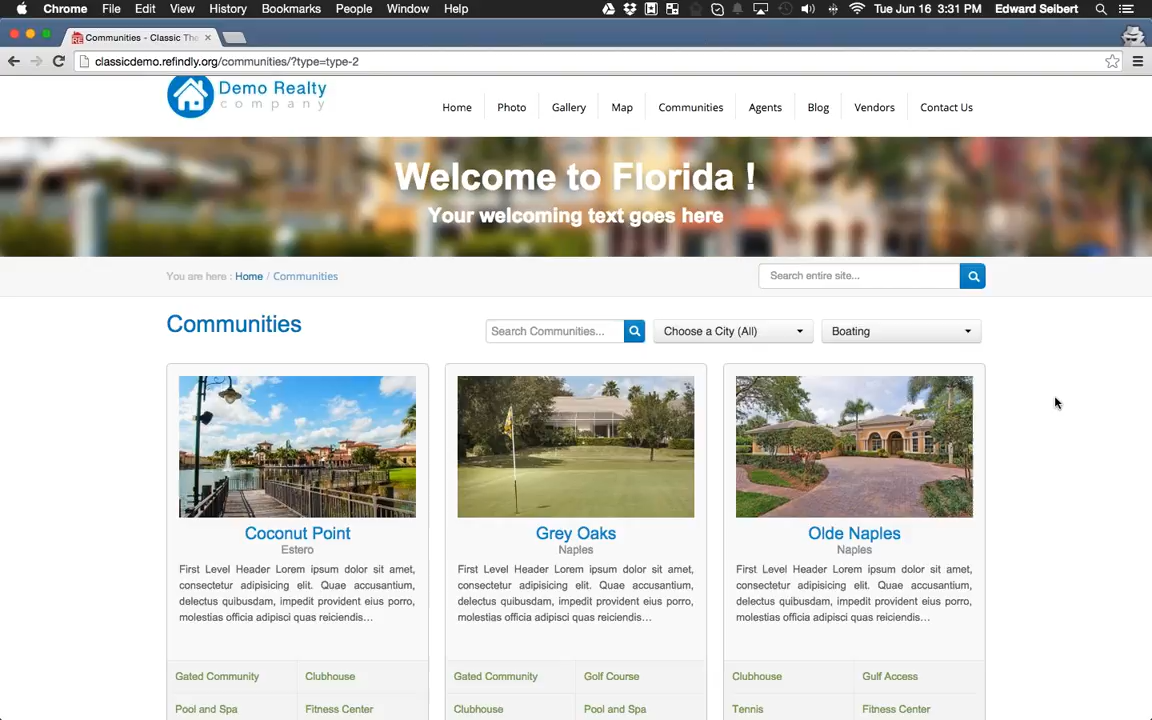 Chrome File Edit View History Bookmarks People Window Help Tue Jun 16 3:31 PM Edward Seibert
Communities - Classic The
classicdemo.refindly.org/communities/?type=type-2
Demo Realty
company
Home Photo Gallery Map Communities Agents Blog Vendors Contact Us
Welcome to Florida !
Your welcoming text goes here
You are here : Home / Communities
Search entire site...
Communities
Search Communities...
Choose a City (All)
Boating
Coconut Point
Estero
First Level Header Lorem ipsum dolor sit amet,
consectetur adipisicing elit. Quae accusantium,
delectus quibusdam, impedit provident eius porro,
molestias officia adipisci quas reiciendis...
Gated Community Clubhouse
Pool and Spa Fitness Center
Grey Oaks
Naples
First Level Header Lorem ipsum dolor sit amet,
consectetur adipisicing elit. Quae accusantium,
delectus quibusdam, impedit provident eius porro,
molestias officia adipisci quas reiciendis...
Gated Community Golf Course
Clubhouse Pool and Spa
Olde Naples
Naples
First Level Header Lorem ipsum dolor sit amet,
consectetur adipisicing elit. Quae accusantium,
delectus quibusdam, impedit provident eius porro,
molestias officia adipisci quas reiciendis...
Clubhouse Gulf Access
Tennis Fitness Center